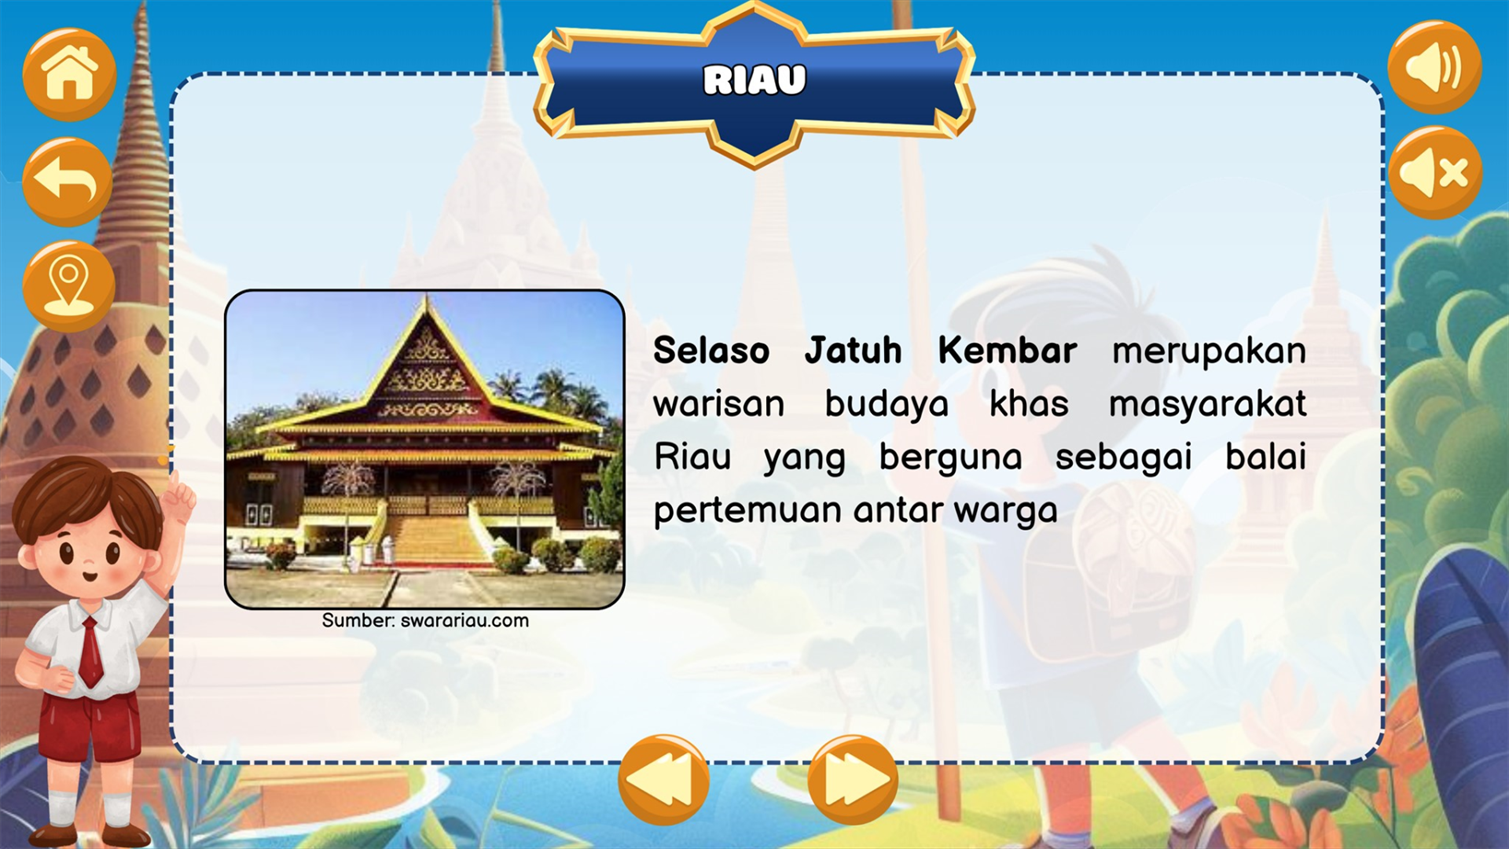 RIAU
Selaso Jatuh Kembar merupakan
warisan budaya khas masyarakat
Riau yang berguna sebagai balai
pertemuan antar warga
Sumber: swarariau.com